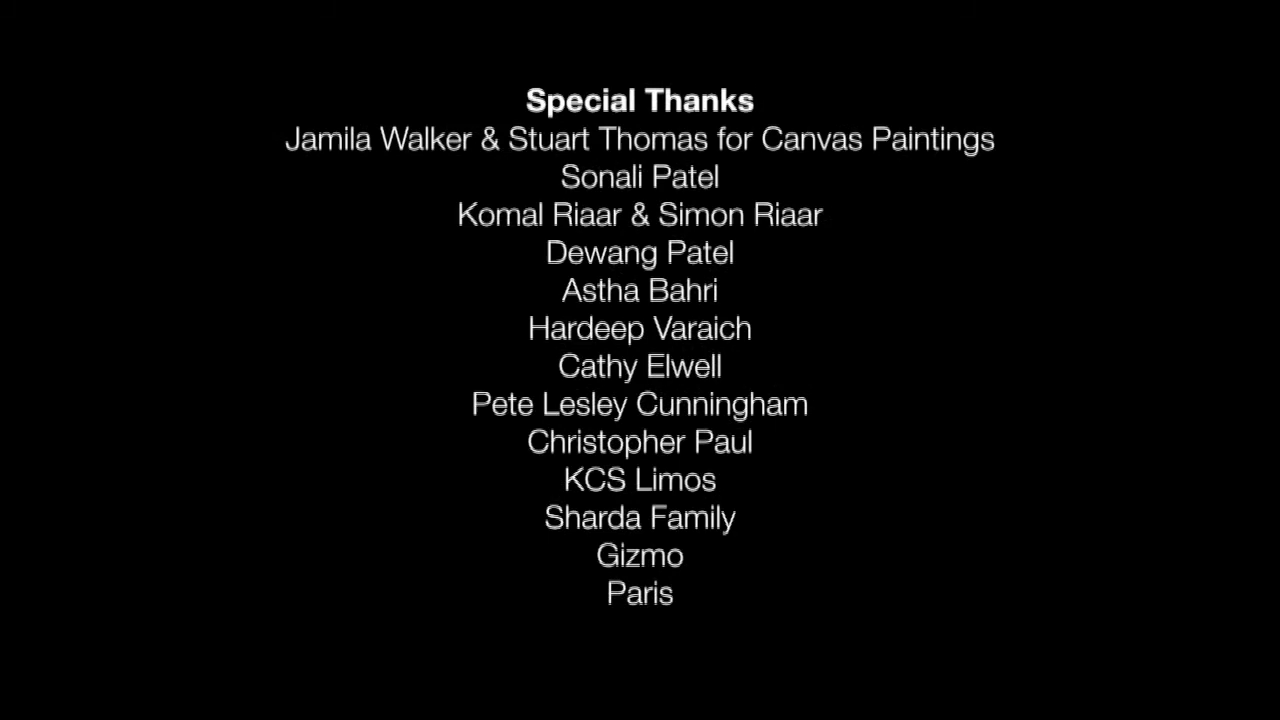 Special Thanks
Jamila Walker & Stuart Thomas for Canvas Paintings
Sonali Patel
Komal Riaar & Simon Riaar
Dewang Patel
Astha Bahri
Hardeep Varaich
Cathy Elwell
Pete Lesley Cunningham
Christopher Paul
KCS Limos
Sharda Family
Gizmo
Paris